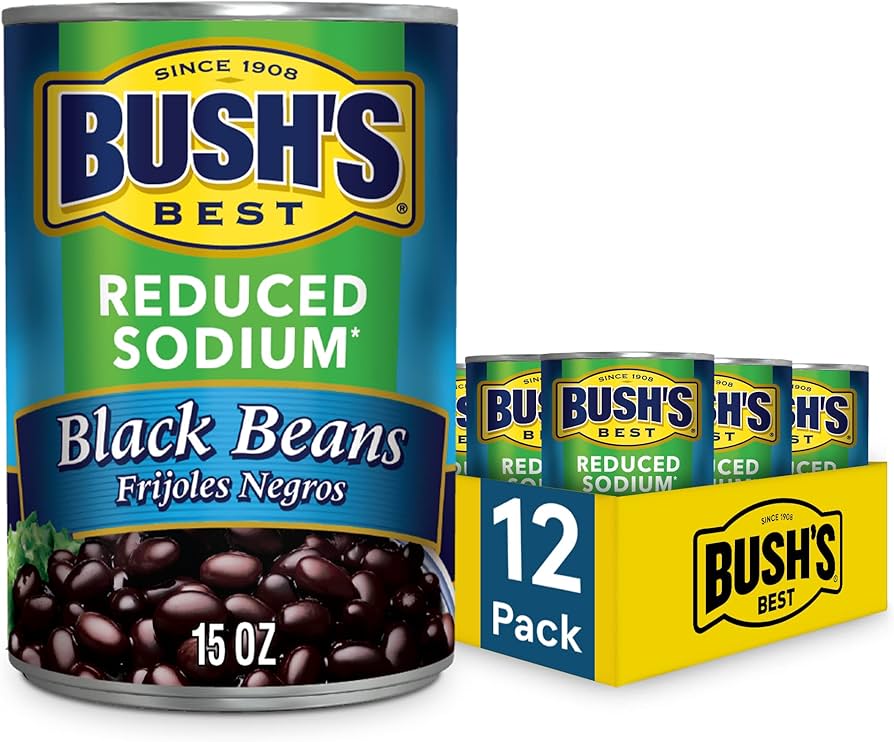 SINCE 1908
BUSH'S
BEST®
REDUCED
SODIUM*
Black Beans
Frijoles Negros
15 OZ
SINCE 1908
BUSH'S
BEST
REDUCED
SODIUM*
12
Pack
SINCE 1908
BUSH'S
BEST